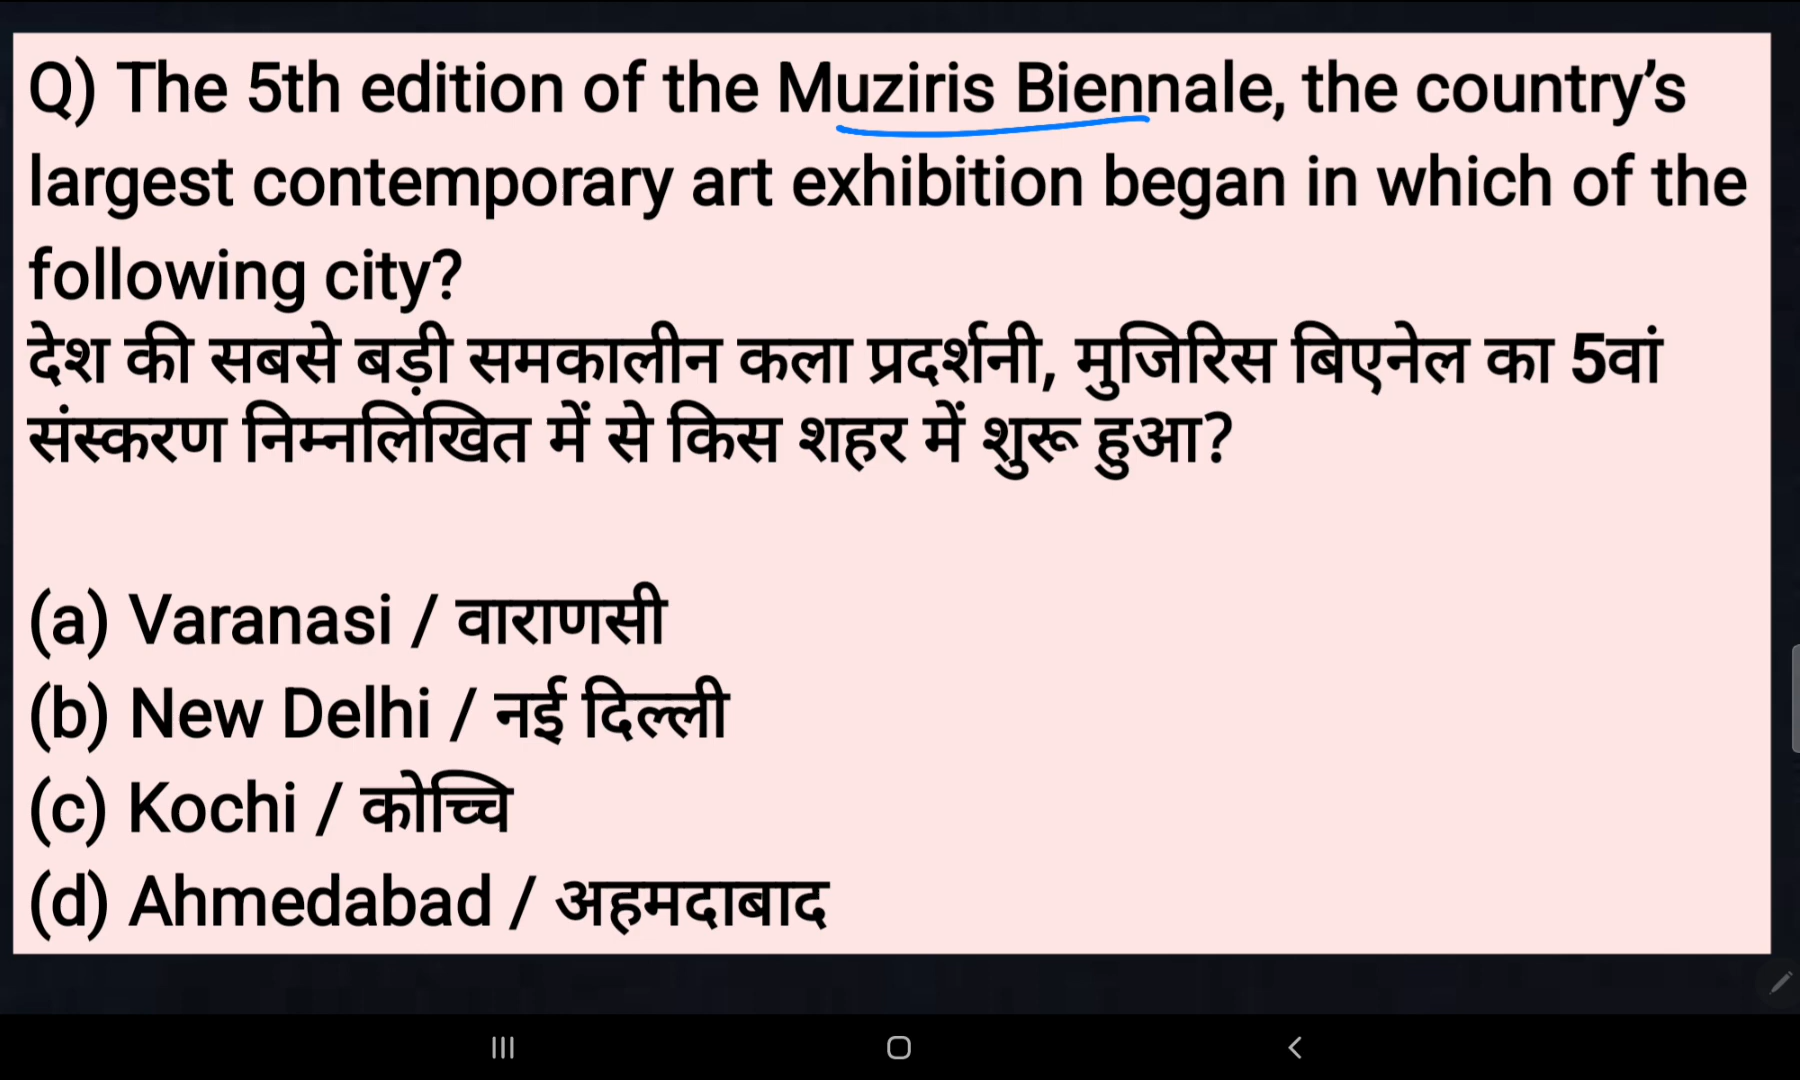 Q) The 5th edition of the Muziris Biennale, the country’s
largest contemporary art exhibition began in which of the
following city?
देश की सबसे बड़ी समकालीन कला प्रदर्शनी, मुजिरिस बिएनेल का 5वां
संस्करण निम्नलिखित में से किस शहर में शुरू हुआ?
(a) Varanasi / वाराणसी
(b) New Delhi / नई दिल्ली
(c) Kochi / कोच्चि
(d) Ahmedabad / अहमदाबाद